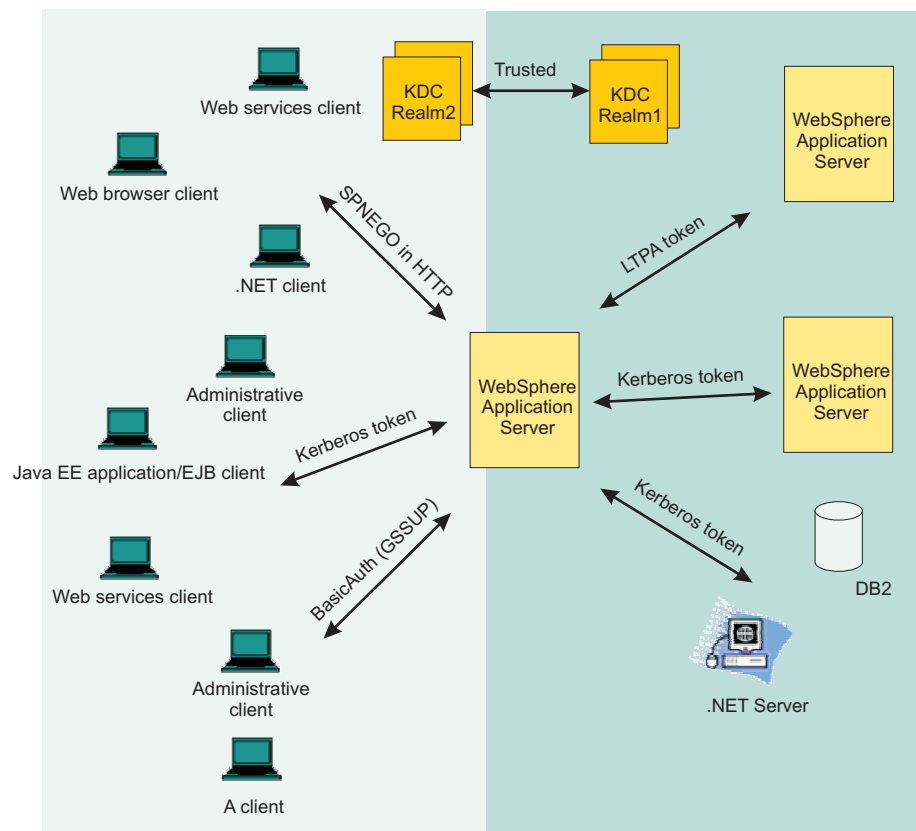 Web services client
KDC
Realm2
Trusted
KDC
Realm1
WebSphere
Application
Server
Web browser client
SPNEGO in HTTP
LTPA token
.NET client
Administrative
client
WebSphere
Application
Server
Kerberos token
WebSphere
Application
Server
Kerberos token
Java EE application/EJB client
Kerberos token
BasicAuth (GSSUP)
Web services client
DB2
Administrative
client
.NET Server
A client